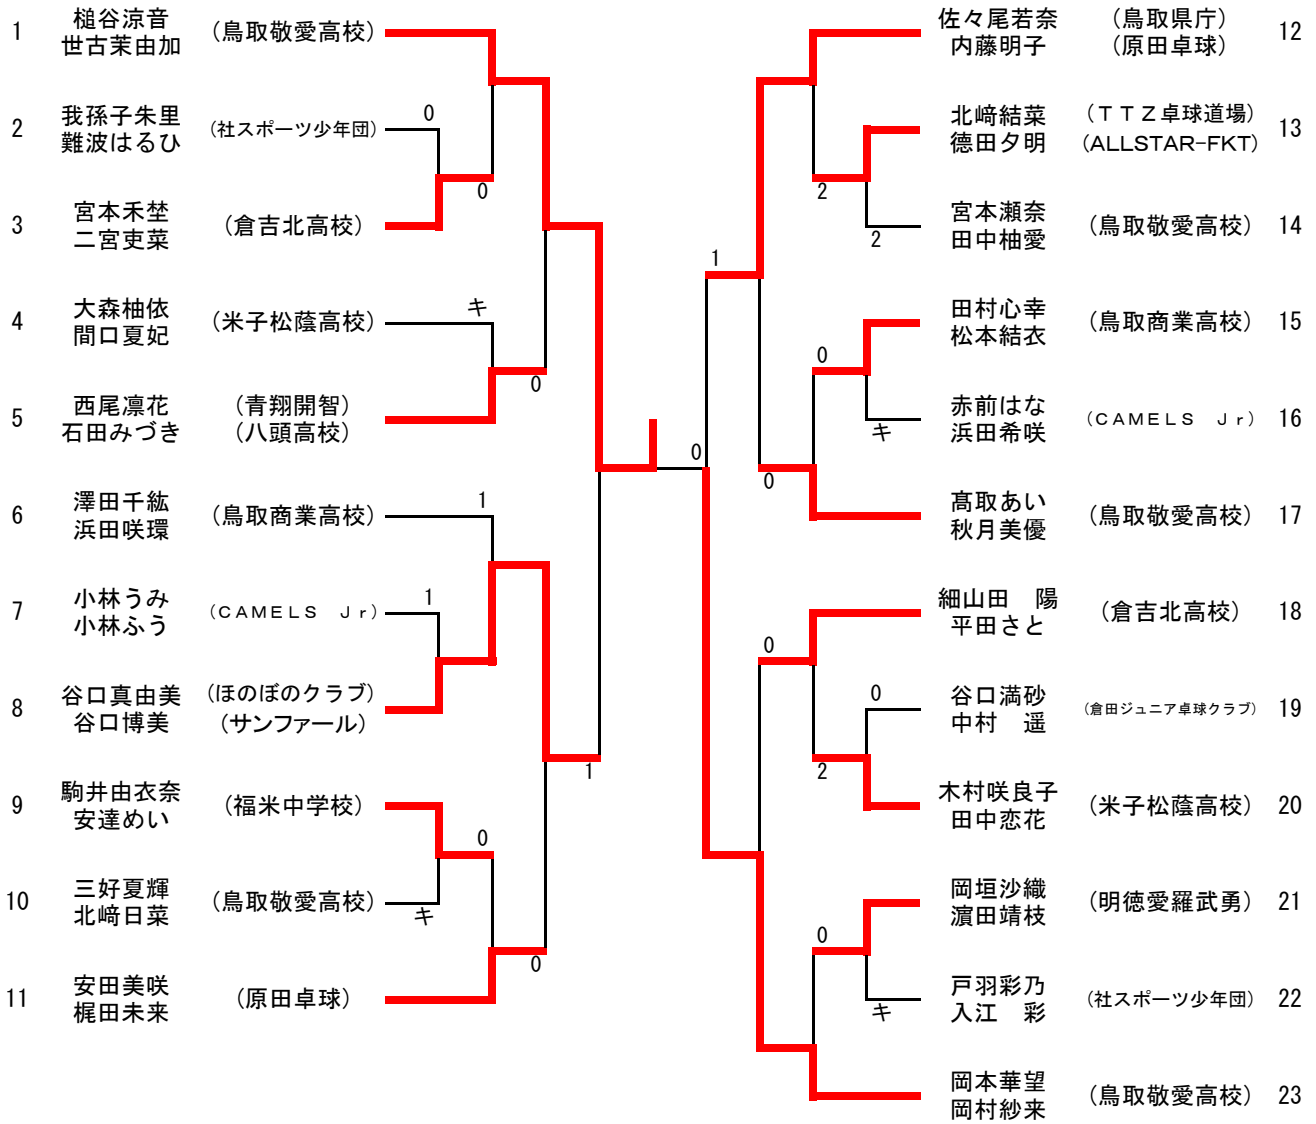 1
槌谷涼音
世古茉由加
(鳥取敬愛高校)
2
我孫子朱里
難波はるひ
(社スポーツ少年団)
0
3
宮本禾埜
二宮吏菜
(倉吉北高校)
0
4
大森柚依
間口夏妃
(米子松蔭高校)
キ
5
西尾凛花
石田みづき
(青翔開智)
(八頭高校)
0
6
澤田千紘
浜田咲環
(鳥取商業高校)
1
7
小林うみ
小林ふう
(CAMELS Jr)
1
8
谷口真由美
谷口博美
(ほのぼのクラブ)
(サンファール)
1
9
駒井由衣奈
安達めい
(福米中学校)
0
10
三好夏輝
北﨑日菜
(鳥取敬愛高校)
キ
11
安田美咲
梶田未来
(原田卓球)
0
0
1
佐々尾若奈
内藤明子
(鳥取県庁)
(原田卓球)
12
北﨑結菜
德田夕明
(TTZ卓球道場)
(ALLSTAR-FKT)
13
2
宮本瀬奈
田中柚愛
(鳥取敬愛高校)
14
2
田村心幸
松本結衣
(鳥取商業高校)
15
0
赤前はな
浜田希咲
(CAMELS Jr)
16
キ
0
髙取あい
秋月美優
(鳥取敬愛高校)
17
細山田 陽
平田さと
(倉吉北高校)
18
0
谷口満砂
中村 遥
(倉田ジュニア卓球クラブ)
19
0
2
木村咲良子
田中恋花
(米子松蔭高校)
20
岡垣沙織
濵田靖枝
(明徳愛羅武勇)
21
0
戸羽彩乃
入江 彩
(社スポーツ少年団)
22
キ
岡本華望
岡村紗来
(鳥取敬愛高校)
23